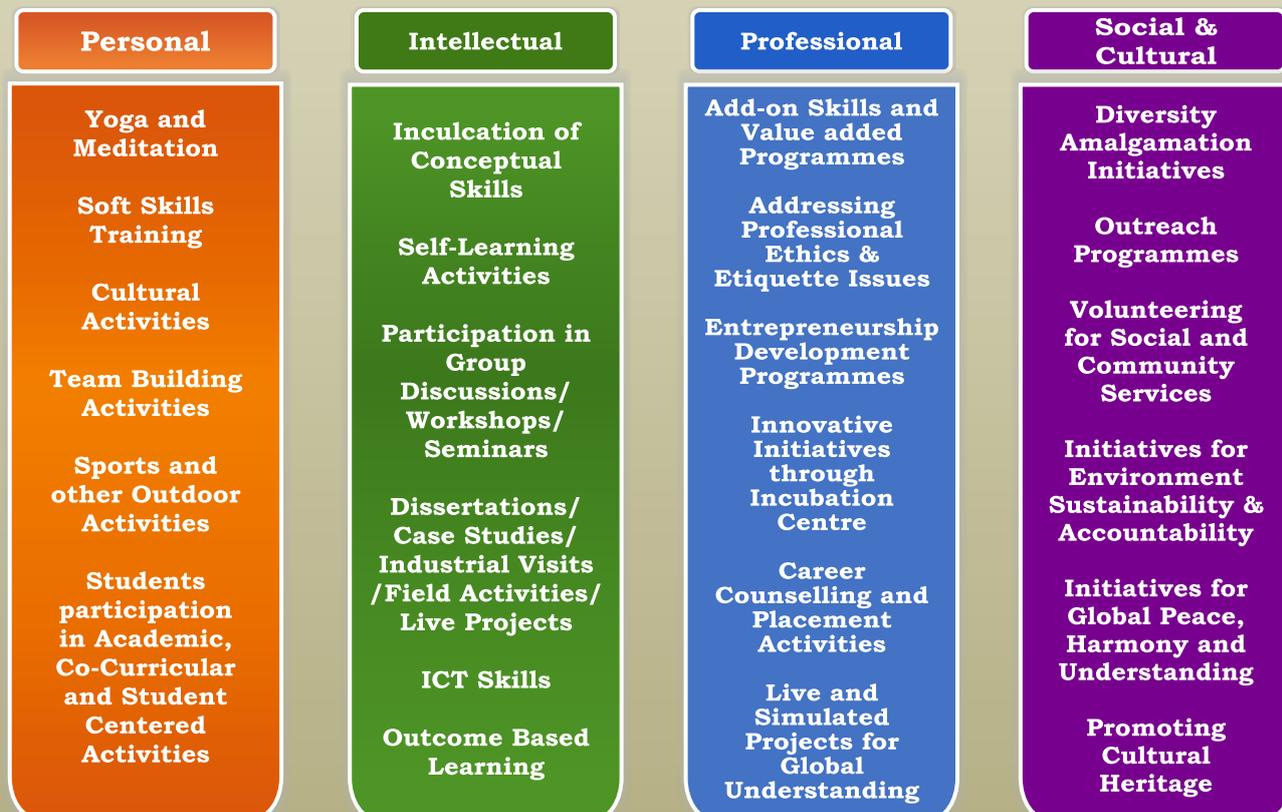 Personal
Yoga and
Meditation
Soft Skills
Training
Cultural
Activities
Team Building
Activities
Sports and
other Outdoor
Activities
Students
participation
in Academic,
Co-Curricular
and Student
Centered
Activities
Intellectual
Inculcation of
Conceptual
Skills
Self-Learning
Activities
Participation in
Group
Discussions/
Workshops/
Seminars
Dissertations/
Case Studies/
Industrial Visits
/Field Activities/
Live Projects
ICT Skills
Outcome Based
Learning
Professional
Add-on Skills and
Value added
Programmes
Addressing
Professional
Ethics &
Etiquette Issues
Entrepreneurship
Development
Programmes
Innovative
Initiatives
through
Incubation
Centre
Career
Counselling and
Placement
Activities
Live and
Simulated
Projects for
Global
Understanding
Social &
Cultural
Diversity
Amalgamation
Initiatives
Outreach
Programmes
Volunteering
for Social and
Community
Services
Initiatives for
Environment
Sustainability &
Accountability
Initiatives for
Global Peace,
Harmony and
Understanding
Promoting
Cultural
Heritage